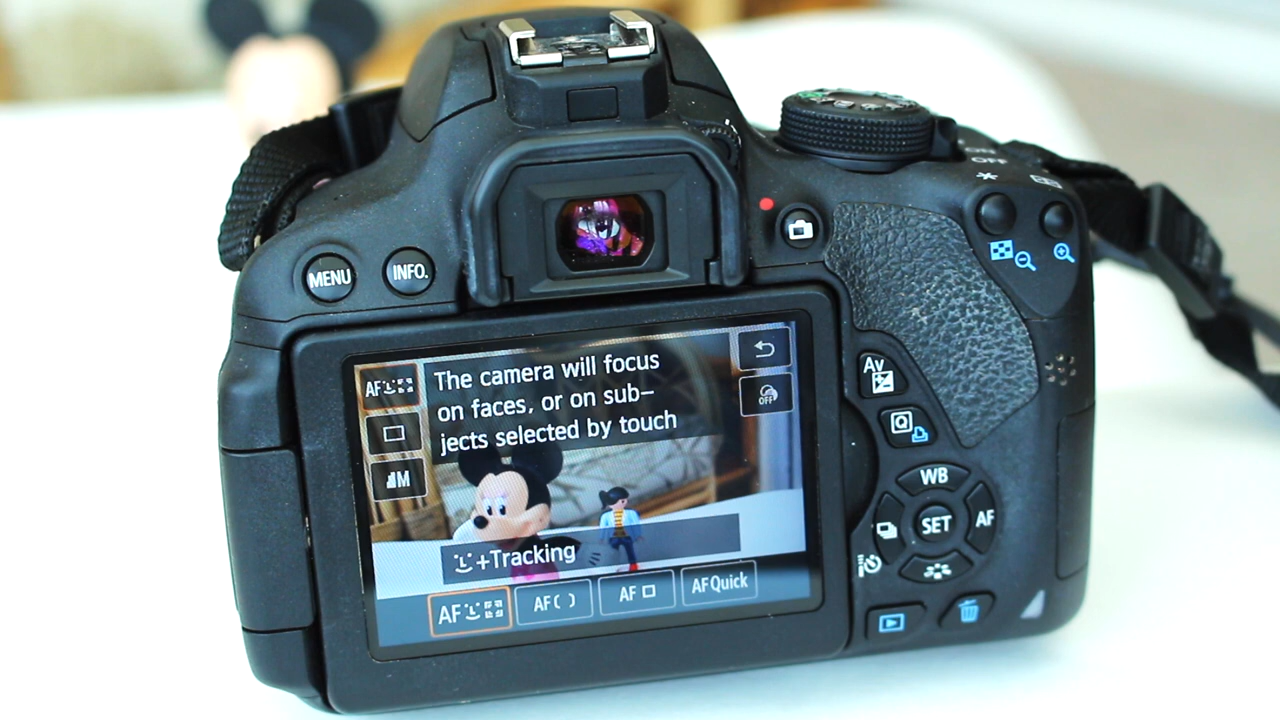 OFF
MENU
INFO.
The camera will focus
on faces, or on sub-
jects selected by touch
AF
OFF
M
+Tracking
AF
AF( )
AF
AFQuick
Av
Q
WB
SET
AF
i